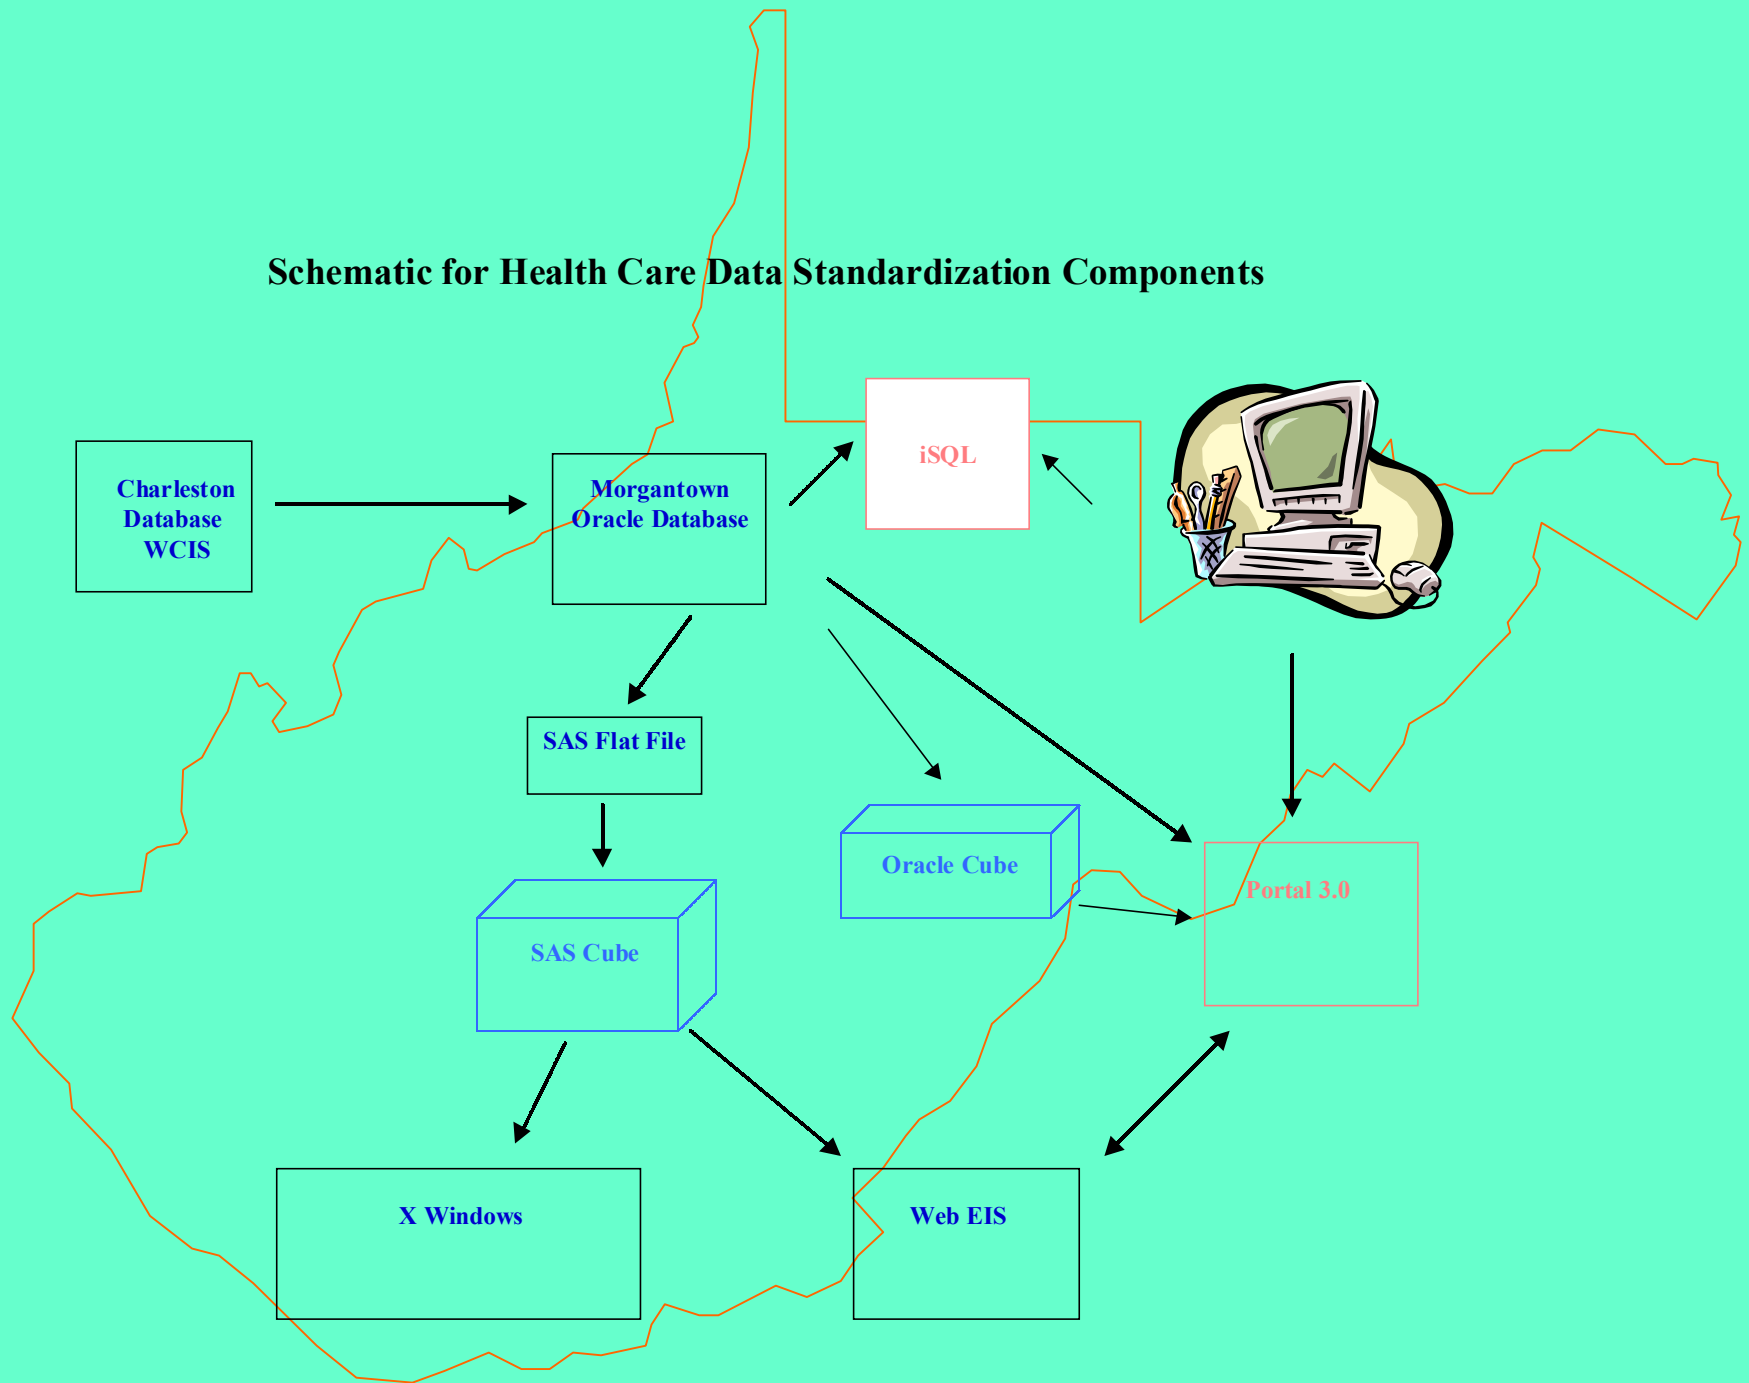 Schematic for Health Care Data Standardization Components
iSQL
Charleston
Database
WCIS
Morgantown
Oracle Database
SAS Flat File
Oracle Cube
Portal 3.0
SAS Cube
X Windows
Web EIS